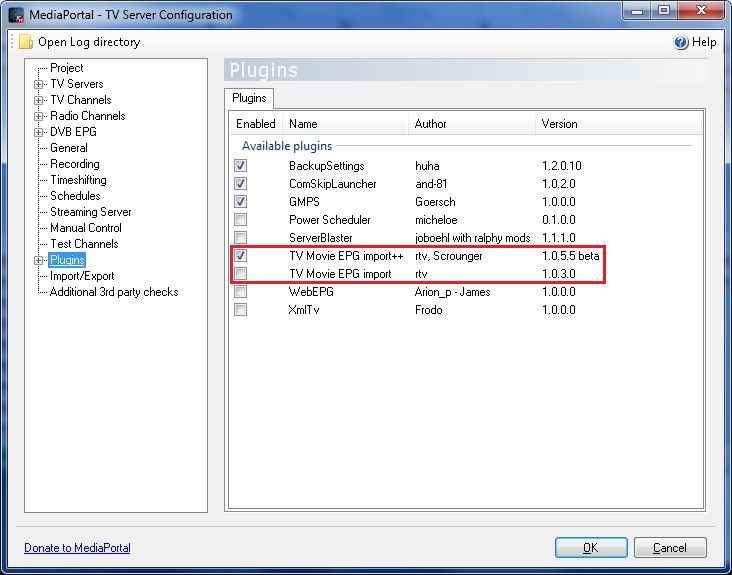 MediaPortal - TV Server Configuration
Open Log directory
Help
Project
TV Servers
TV Channels
Radio Channels
DVB EPG
General
Recording
Timeshifting
Schedules
Streaming Server
Manual Control
Test Channels
Plugins
Import/Export
Additional 3rd party checks
Plugins
Plugins
Enabled Name Author Version
Available plugins
BackupSettings huha 1.2.0.10
ComSkipLauncher and-81 1.0.2.0
GMPS Goersch 1.0.0.0
Power Scheduler micheloe 0.1.0.0
ServerBlaster joboehl with ralphy mods 1.1.1.0
TV Movie EPG import++ rtv, Scrounger 1.0.5.5 beta
TV Movie EPG import rtv 1.0.3.0
WebEPG Arion_p - James 1.0.0.0
XmlTv Frodo 1.0.0.0
Donate to MediaPortal
OK
Cancel